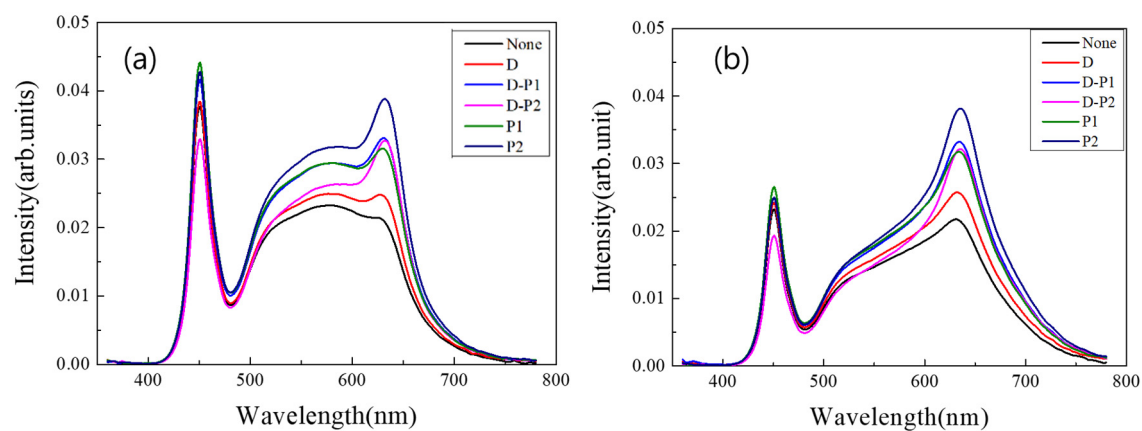 (a)
0.05
0.04
0.03
0.02
0.01
0.00
Intensity(arb.units)
400 500 600 700 800
Wavelength(nm)
None
D
D-P1
D-P2
P1
P2
(b)
0.05
0.04
0.03
0.02
0.01
0.00
Intensity(arb.unit)
400 500 600 700 800
Wavelength(nm)
None
D
D-P1
D-P2
P1
P2